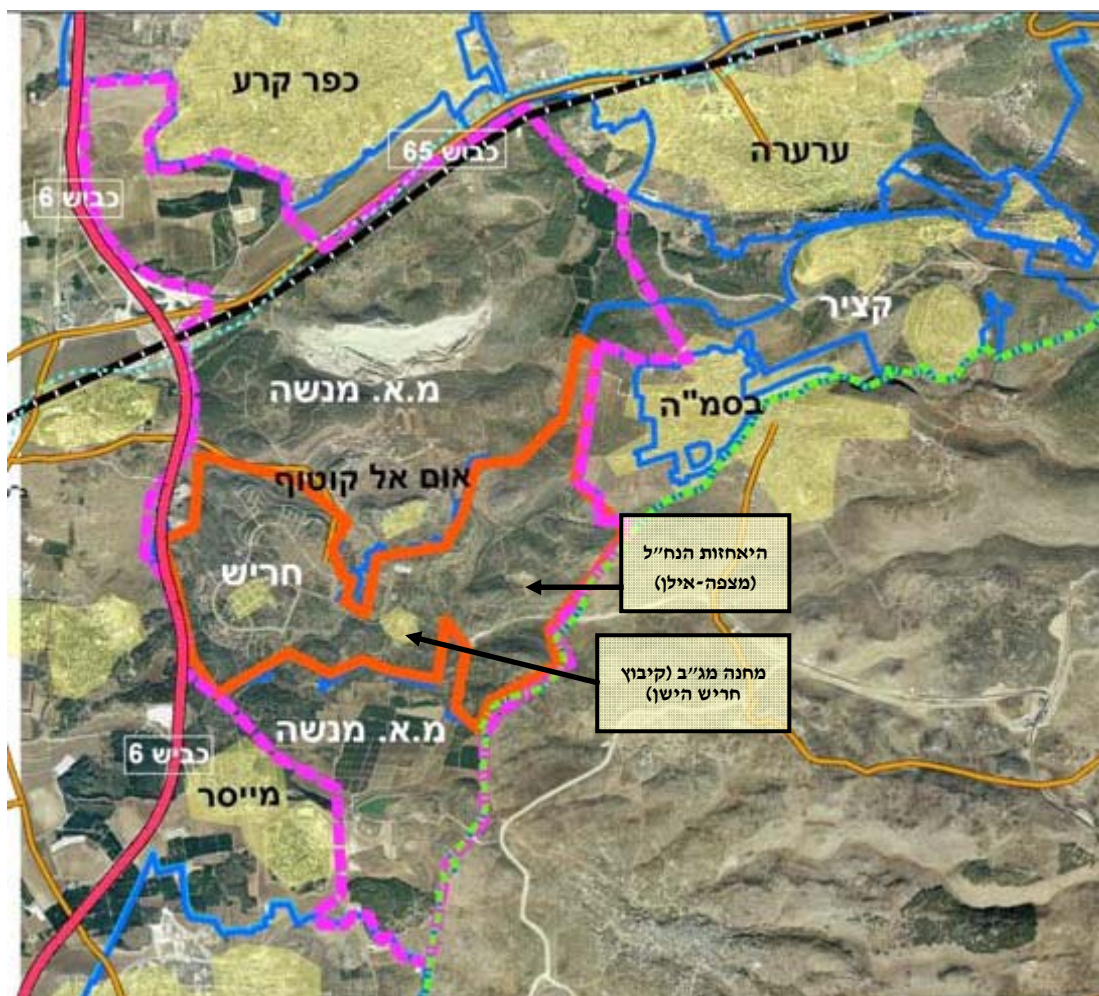 כפר קרע
כביש 65
ערערה
כביש 6
קציר
מ.א. מנשה
בסמ"ה
אום אל קוטוף
היאחזות הנח״ל
(מצפה-אילן)
חריש
מחנה מג״ב (קיבוץ
חריש הישן)
מ.א. מנשה
כביש 6
מייסר